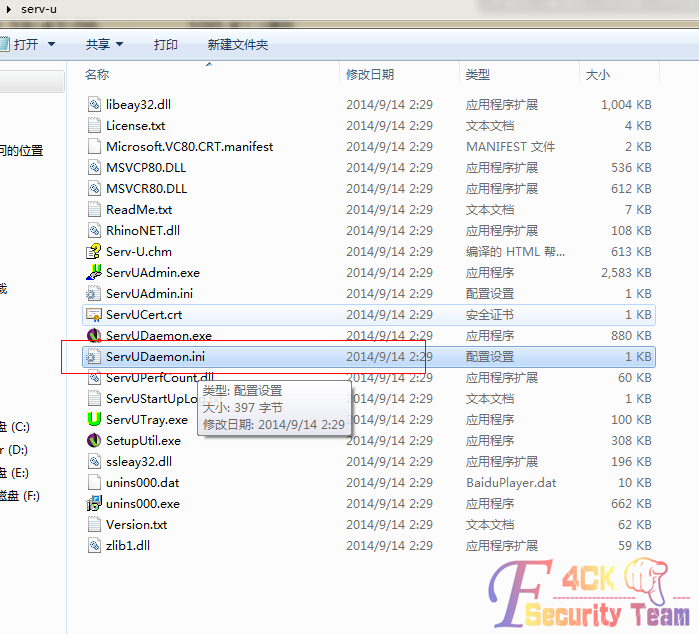 serv-u
打开 共享 打印 新建文件夹
名称 修改日期 类型 大小
libeay32.dll 2014/9/14 2:29 应用程序扩展 1,004 KB
License.txt 2014/9/14 2:29 文本文档 4 KB
问的位置
Microsoft.VC80.CRT.manifest 2014/9/14 2:29 MANIFEST 文件 2 KB
MSVCP80.DLL 2014/9/14 2:29 应用程序扩展 536 KB
MSVCR80.DLL 2014/9/14 2:29 应用程序扩展 612 KB
ReadMe.txt 2014/9/14 2:29 文本文档 7 KB
RhinoNET.dll 2014/9/14 2:29 应用程序扩展 108 KB
Serv-U.chm 2014/9/14 2:29 编译的 HTML 帮... 613 KB
ServUAdmin.exe 2014/9/14 2:29 应用程序 2,583 KB
载
ServUAdmin.ini 2014/9/14 2:29 配置设置 1 KB
ServUCert.crt 2014/9/14 2:29 安全证书 1 KB
ServUDaemon.exe 2014/9/14 2:29 应用程序 880 KB
ServUDaemon.ini 2014/9/14 2:29 配置设置 1 KB
ServUPerfCount.dll 2014/9/14 2:29 应用程序扩展 60 KB
类型: 配置设置
ServUStartUpLo 2014/9/14 2:29 文本文档 1 KB
大小: 397 字节
盘 (C:)
ServUTray.exe 2014/9/14 2:29 应用程序 100 KB
修改日期: 2014/9/14 2:29
SetupUtil.exe 2014/9/14 2:29 应用程序 308 KB
r (D:)
ssleay32.dll 2014/9/14 2:29 应用程序扩展 196 KB
盘 (E:)
unins000.dat 2014/9/14 2:29 BaiduPlayer.dat 10 KB
磁盘 (F:)
unins000.exe 2014/9/14 2:29 应用程序 662 KB
Version.txt 2014/9/14 2:29 文本文档 62 KB
zlib1.dll 2014/9/14 2:29 应用程序扩展 59 KB
F4CK
Security Team